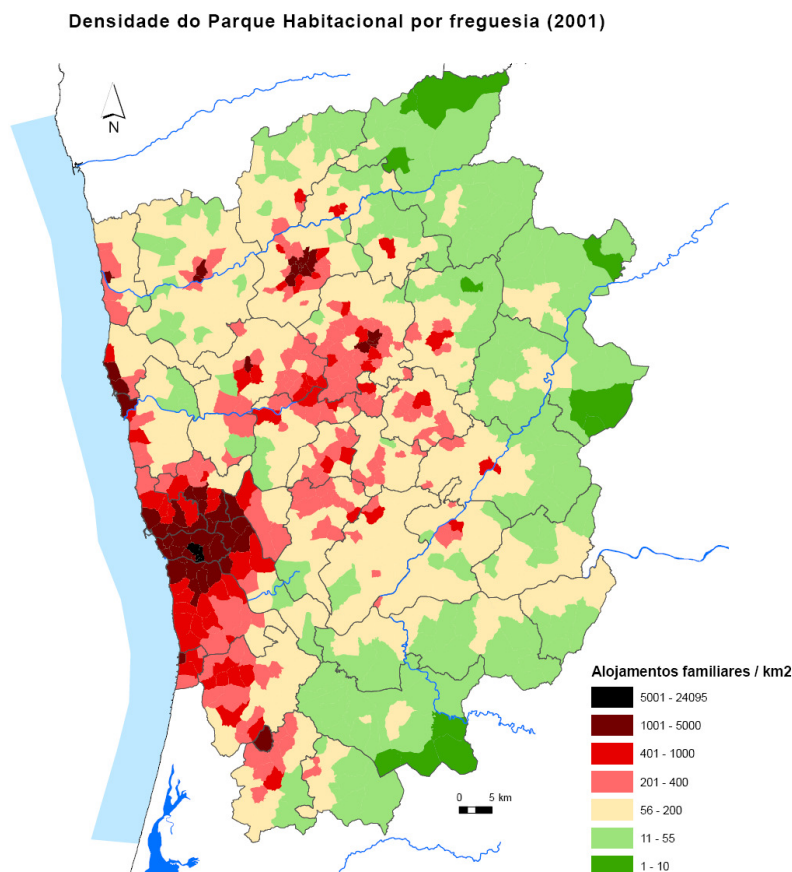 Densidade do Parque Habitacional por freguesia (2001)
N
Alojamentos familiares / km2
5001 - 24095
1001 - 5000
401 - 1000
201 - 400
56 - 200
11 - 55
1 - 10
0 5 km